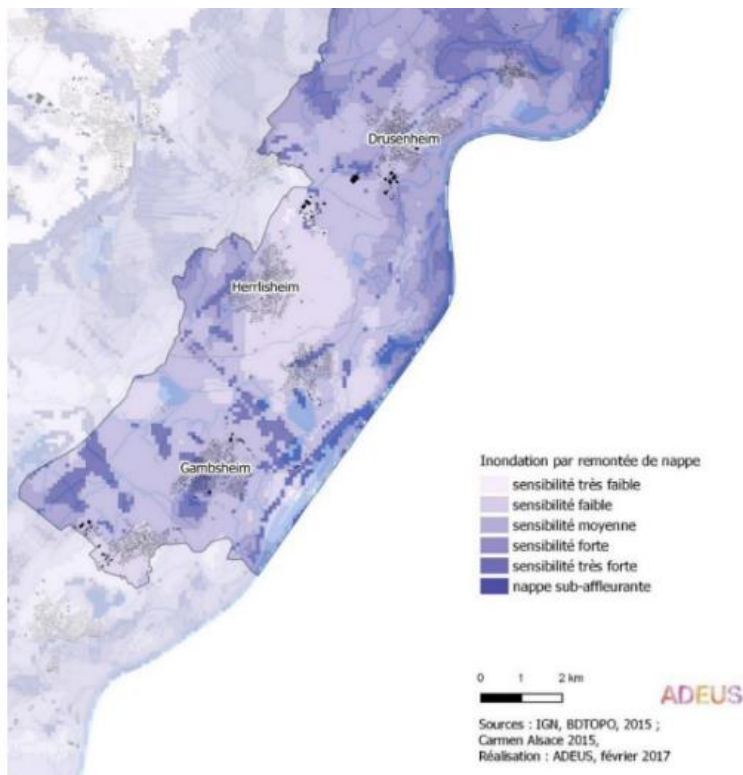 Drusenheim
Herrlisheim
Gambsheim
Inondation par remontée de nappe
sensibilité très faible
sensibilité faible
sensibilité moyenne
sensibilité forte
sensibilité très forte
nappe sub-affleurante
0 1 2 km
ADEUS
Sources : IGN, BDTOPO, 2015 ;
Carmen Alsace 2015,
Réalisation : ADEUS, février 2017